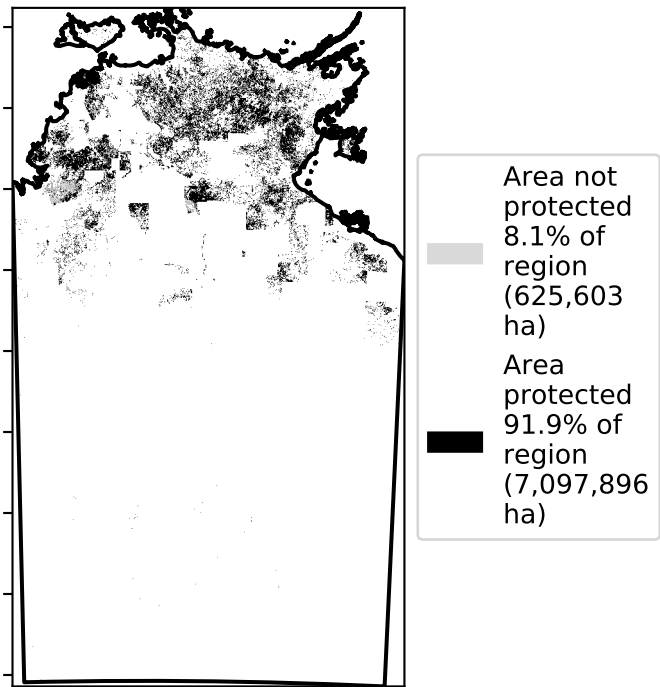 Area not
protected
8.1% of
region
(625,603
ha)
Area
protected
91.9% of
region
(7,097,896
ha)